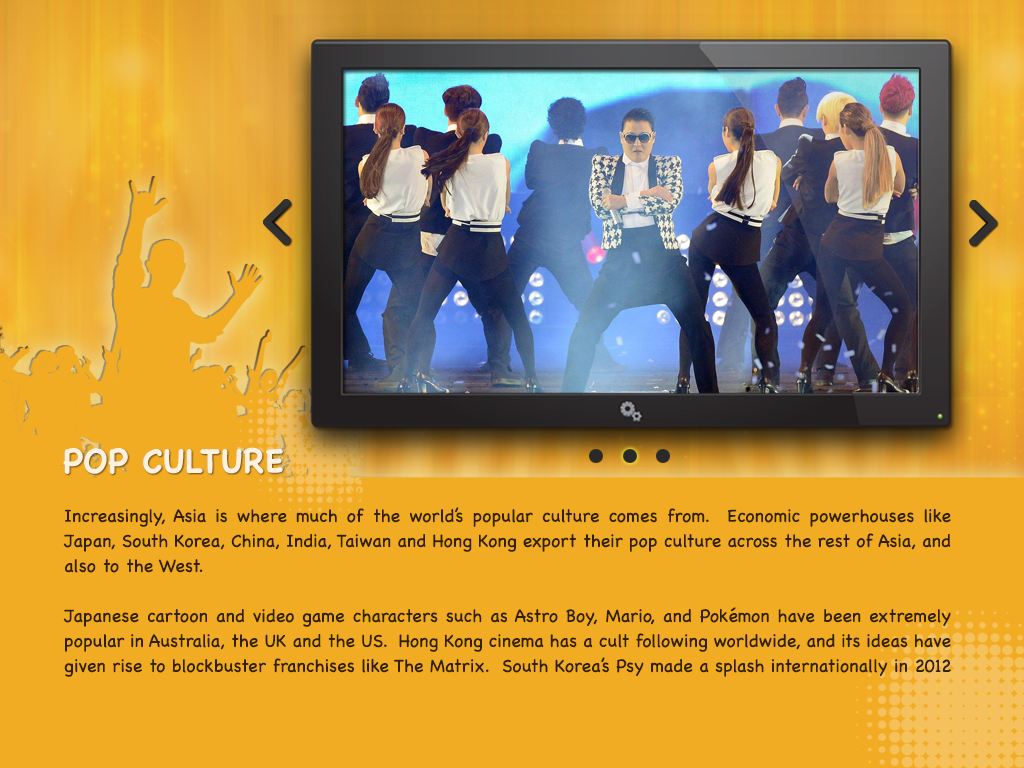 POP CULTURE
Increasingly, Asia is where much of the world's popular culture comes from. Economic powerhouses like
Japan, South Korea, China, India, Taiwan and Hong Kong export their pop culture across the rest of Asia, and
also to the West.
Japanese cartoon and video game characters such as Astro Boy, Mario, and Pokémon have been extremely
popular in Australia, the UK and the US. Hong Kong cinema has a cult following worldwide, and its ideas have
given rise to blockbuster franchises like The Matrix. South Korea's Psy made a splash internationally in 2012